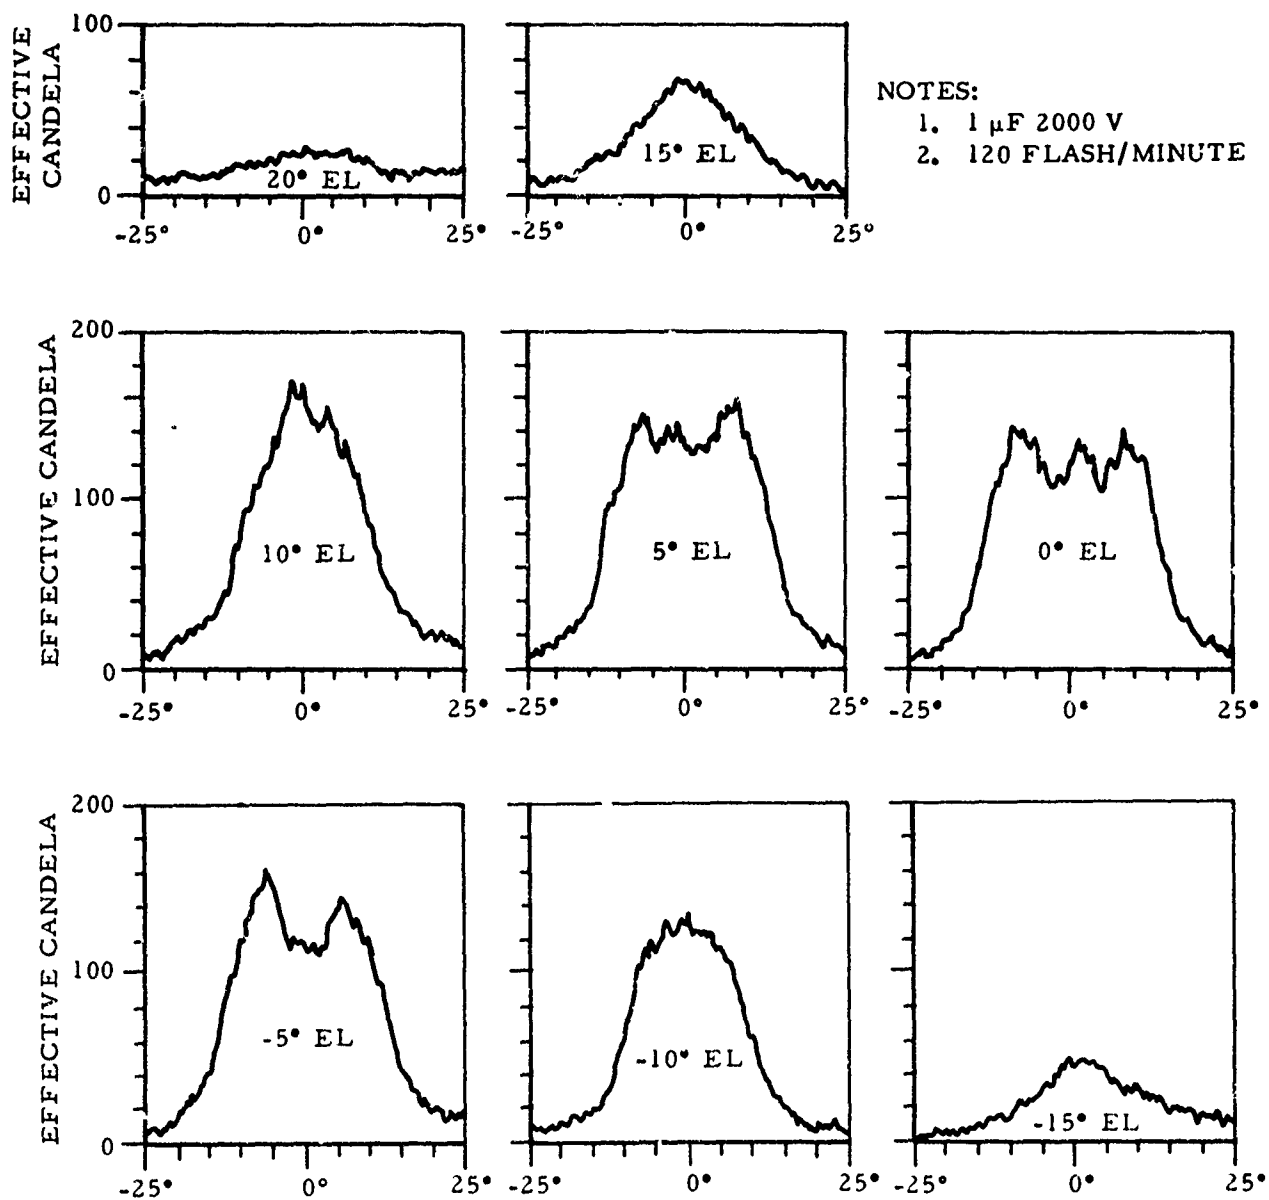 EFFECTIVE CANDELA
100
0
20° EL
-25° 0° 25°
15° EL
-25° 0° 25°
NOTES:
1. 1 μF 2000 V
2. 120 FLASH/MINUTE
EFFECTIVE CANDELA
200
100
0
10° EL
-25° 0° 25°
5° EL
-25° 0° 25°
0° EL
-25° 0° 25°
EFFECTIVE CANDELA
200
100
0
-5° EL
-25° 0° 25°
-10° EL
-25° 0° 25°
-15° EL
-25° 0° 25°